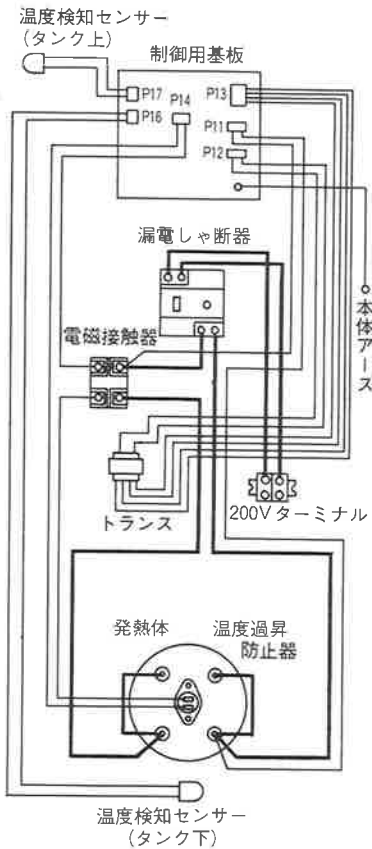 温度検知センサー
(タンク上)
制御用基板
P17
P14
P13
P16
P11
P12
漏電しゃ断器
本体アース
電磁接触器
トランス
200Vターミナル
発熱体
温度過昇
防止器
温度検知センサー
(タンク下)